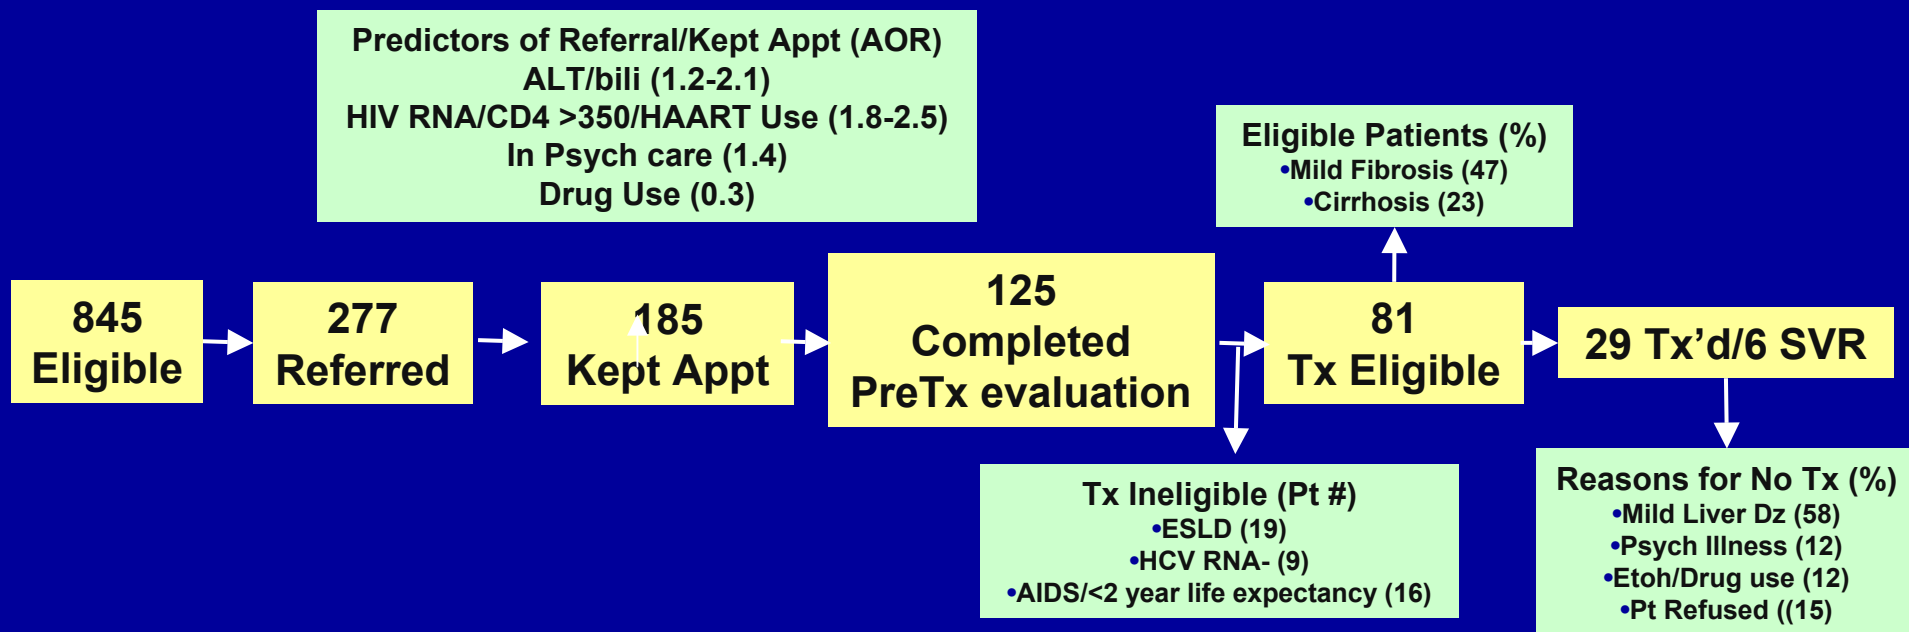 Predictors of Referral/Kept Appt (AOR)
ALT/bili (1.2-2.1)
HIV RNA/CD4 >350/HAART Use (1.8-2.5)
In Psych care (1.4)
Drug Use (0.3)
Eligible Patients (%)
•Mild Fibrosis (47)
•Cirrhosis (23)
845
Eligible
277
Referred
185
Kept Appt
125
Completed
PreTx evaluation
81
Tx Eligible
29 Tx’d/6 SVR
Tx Ineligible (Pt #)
•ESLD (19)
•HCV RNA- (9)
•AIDS/<2 year life expectancy (16)
Reasons for No Tx (%)
•Mild Liver Dz (58)
•Psych Illness (12)
•Etoh/Drug use (12)
•Pt Refused ((15)